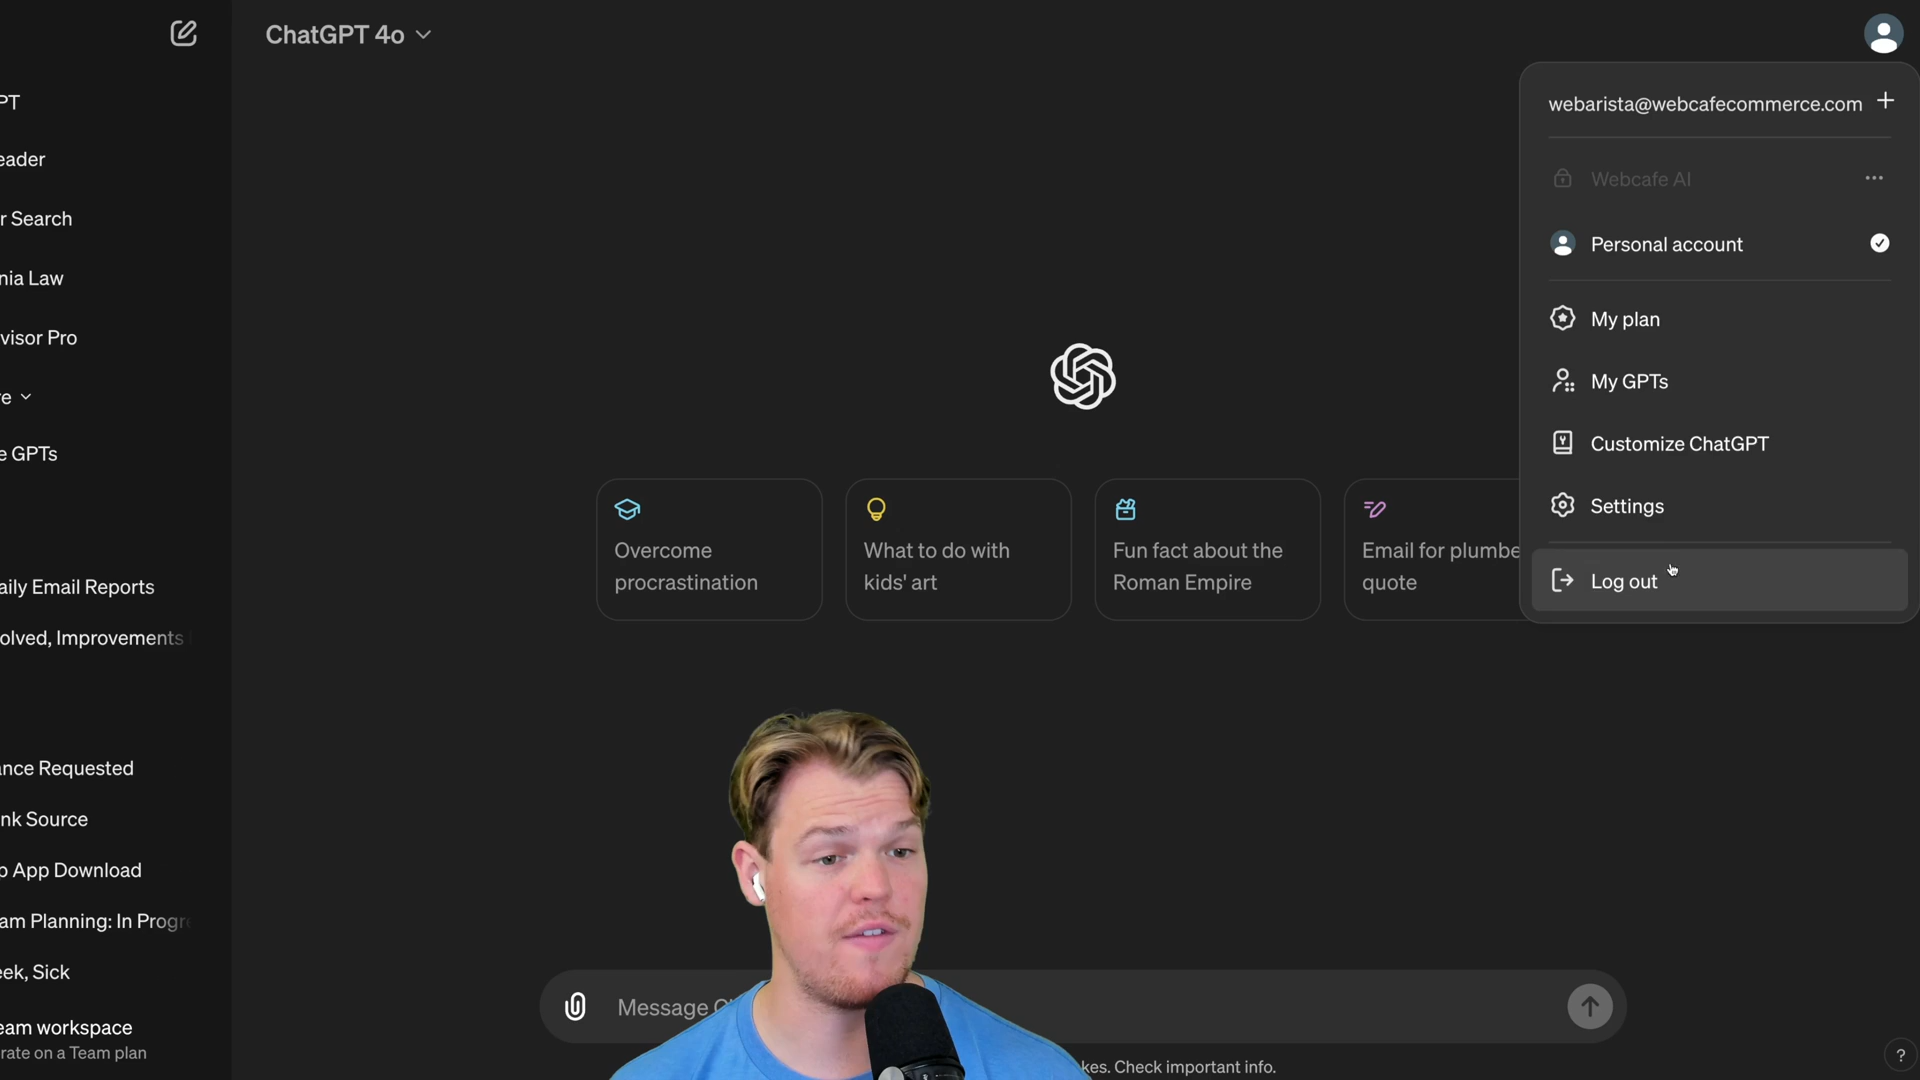 ChatGPT 4o
PT
eader
r Search
nia Law
visor Pro
re
e GPTs
aily Email Reports
olved, Improvements
ance Requested
nk Source
p App Download
am Planning: In Progre
eek, Sick
eam workspace
rate on a Team plan
Overcome
procrastination
What to do with
kids' art
Fun fact about the
Roman Empire
Email for plumbe
quote
Message C
kes. Check important info.
webarista@webcafecommerce.com
Webcafe AI
Personal account
My plan
My GPTs
Customize ChatGPT
Settings
Log out
?